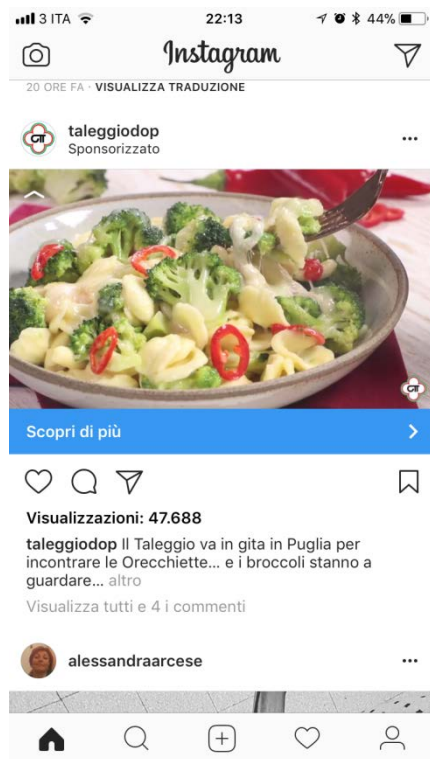 3 ITA 22:13 44%
Instagram
20 ORE FA · VISUALIZZA TRADUZIONE
taleggiodop
Sponsorizzato
Scopri di più
Visualizzazioni: 47.688
taleggiodop Il Taleggio va in gita in Puglia per
incontrare le Orecchiette... e i broccoli stanno a
guardare... altro
Visualizza tutti e 4 i commenti
alessandraarcese